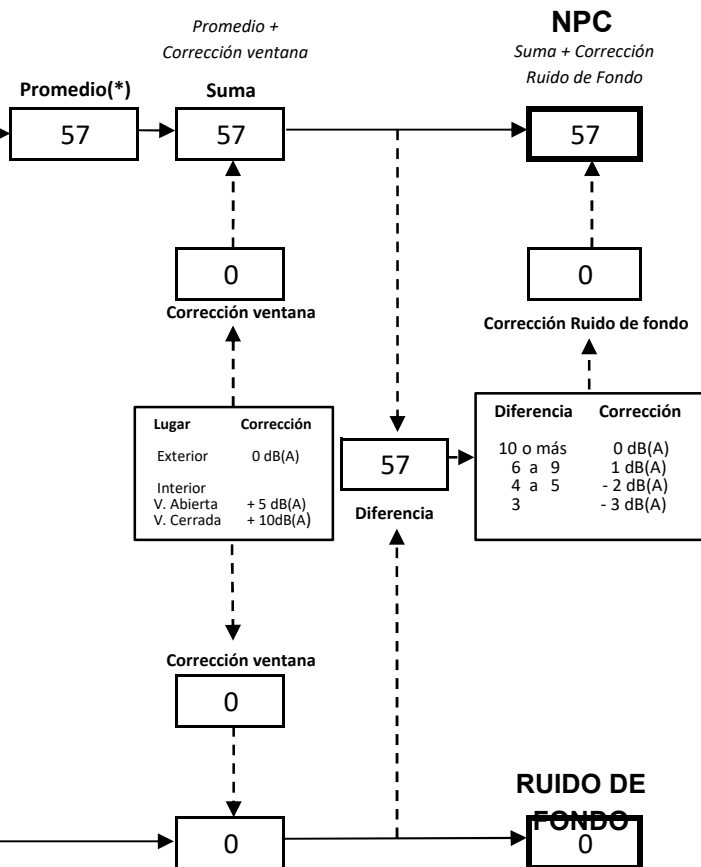 Promedio +
Corrección ventana
NPC
Suma + Corrección
Ruido de Fondo
Promedio(*)
Suma
57
57
57
0
0
Corrección ventana
Corrección Ruido de fondo
Lugar Corrección
Exterior 0 dB(A)
Interior
V. Abierta + 5 dB(A)
V. Cerrada + 10dB(A)
57
Diferencia
Diferencia Corrección
10 o más 0 dB(A)
6 a 9 1 dB(A)
4 a 5 - 2 dB(A)
3 - 3 dB(A)
Corrección ventana
0
RUIDO DE
FONDO
0
0